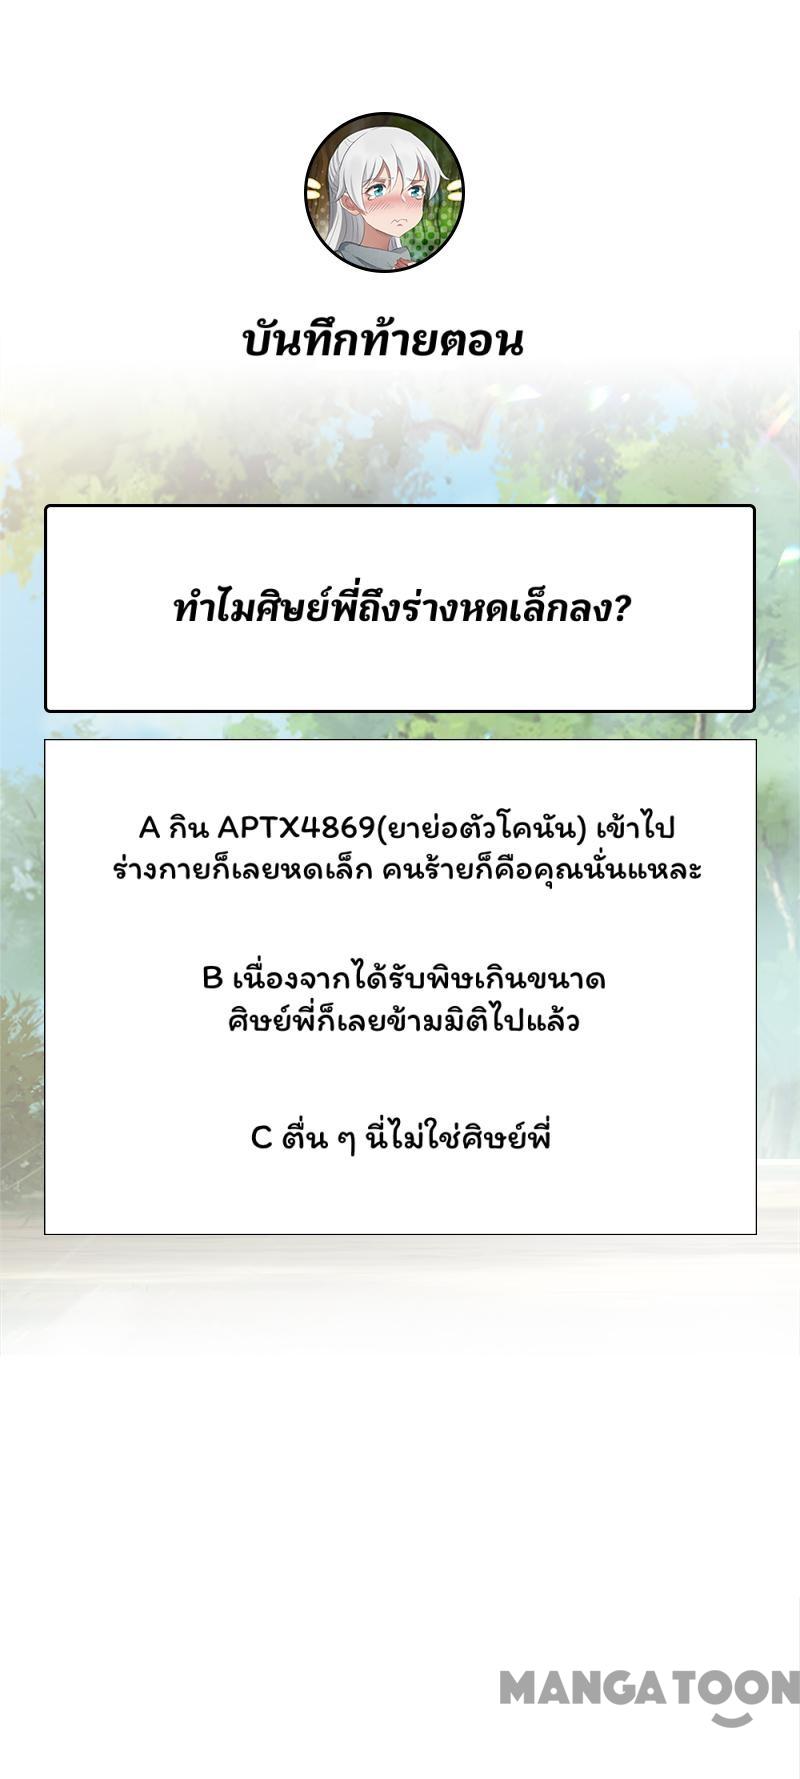 บันทึกท้ายตอน
ทำไมศิษย์พี่ถึงร่างหดเล็กลง?
A กิน APTX4869(ยาย่อตัวโคนัน) เข้าไป
ร่างกายก็เลยหดเล็ก คนร้ายก็คือคุณนั่นแหละ
B เนื่องจากได้รับพิษเกินขนาด
ศิษย์พี่ก็เลยข้ามมิติไปแล้ว
C ตื่น ๆ นี่ไม่ใช่ศิษย์พี่
MANGATOON